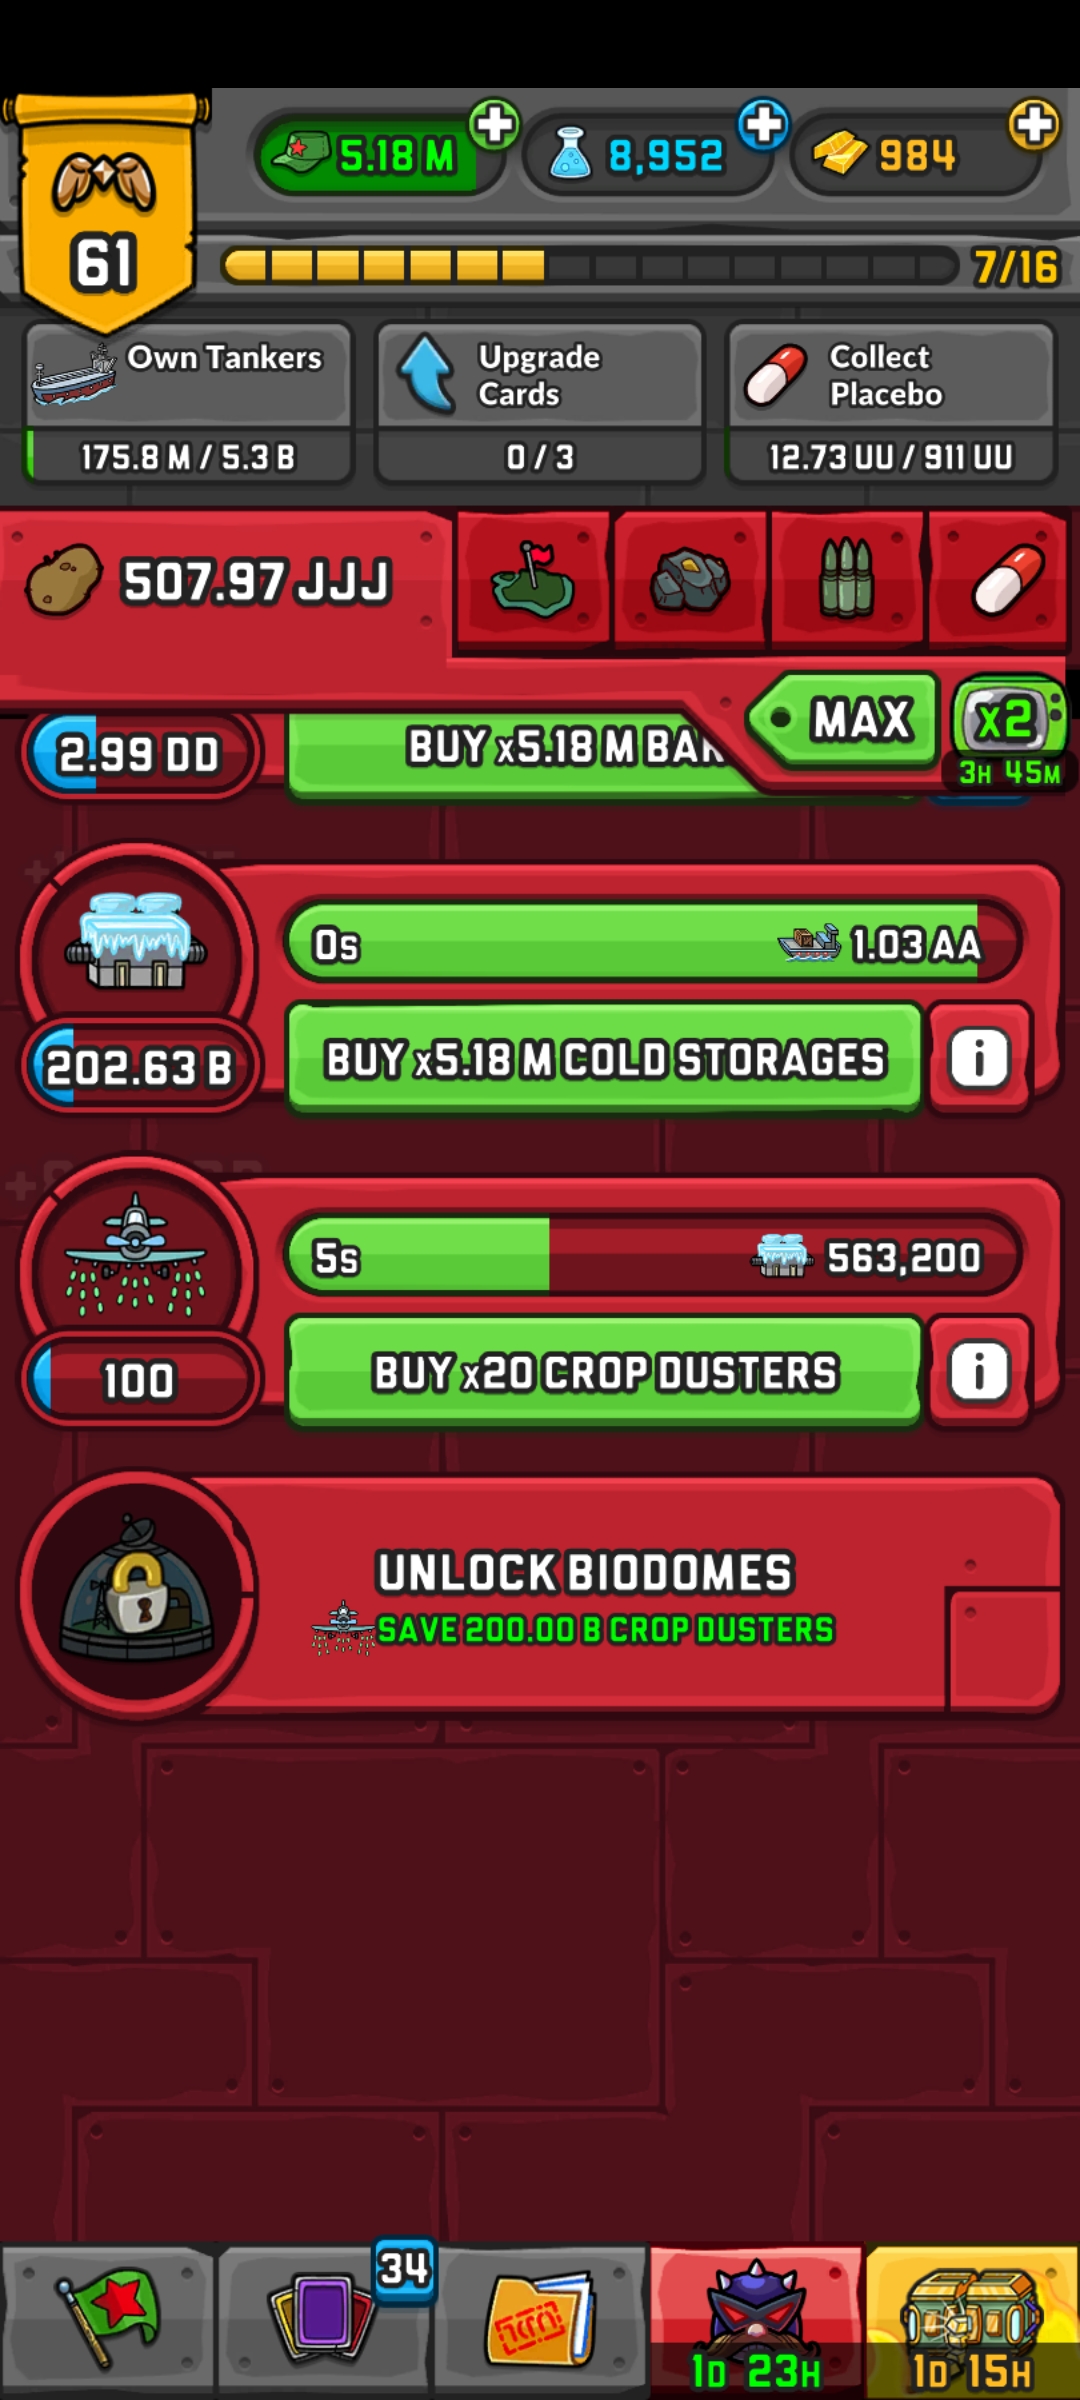 5.18 M
8,952
984
61
7/16
Own Tankers
175.8 M / 5.3 B
Upgrade
Cards
0 / 3
Collect
Placebo
12.73 UU / 911 UU
507.97 JJJ
MAX
x2
3H 45M
2.99 DD
BUY x5.18 M
0s
1.03 AA
202.63 B
BUY x5.18 M COLD STORAGES
i
5s
563,200
100
BUY x20 CROP DUSTERS
i
UNLOCK BIODOMES
SAVE 200.00 B CROP DUSTERS
34
1D 23H
1D 15H